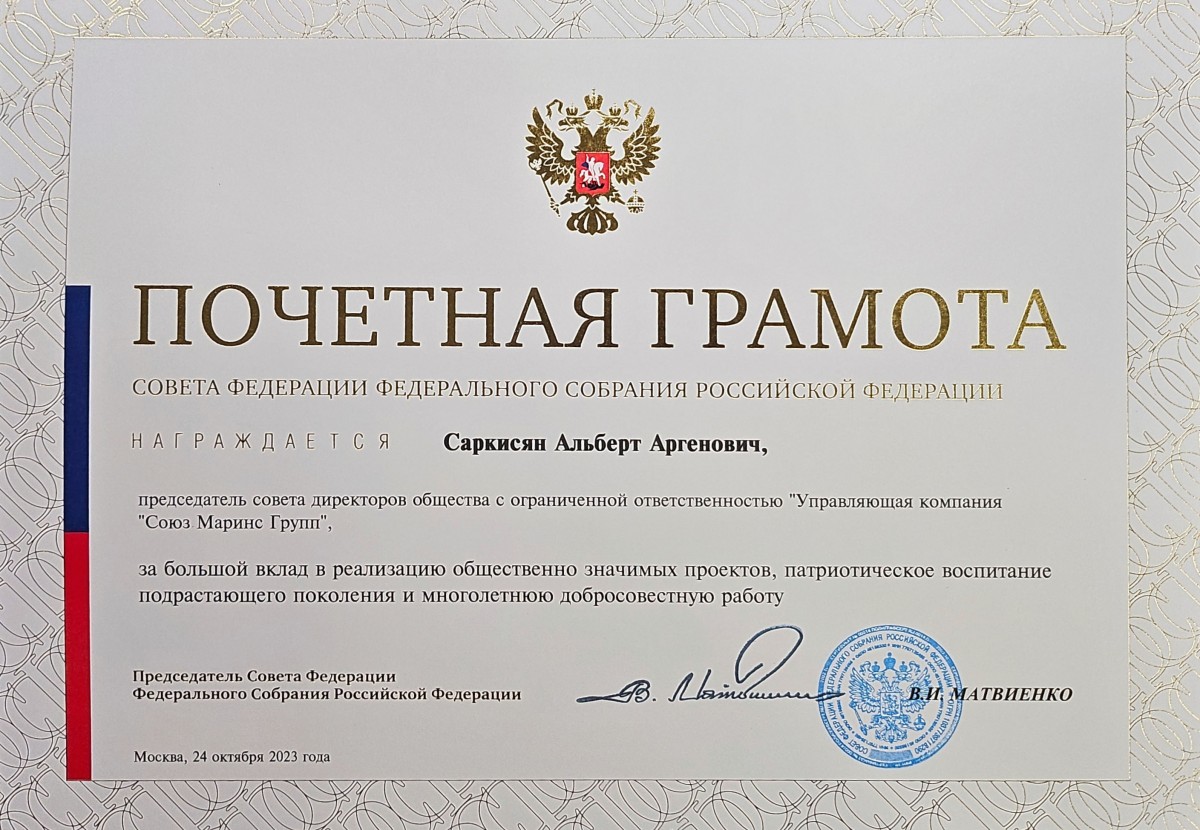 ПОЧЕТНАЯ ГРАМОТА
СОВЕТА ФЕДЕРАЦИИ ФЕДЕРАЛЬНОГО СОБРАНИЯ РОССИЙСКОЙ ФЕДЕРАЦИИ
НАГРАЖДАЕТСЯ Саркисян Альберт Аргенович,
председатель совета директоров общества с ограниченной ответственностью "Управляющая компания
"Союз Маринс Групп",
за большой вклад в реализацию общественно значимых проектов, патриотическое воспитание
подрастающего поколения и многолетнюю добросовестную работу
Председатель Совета Федерации
Федерального Собрания Российской Федерации
В.И. МАТВИЕНКО
Москва, 24 октября 2023 года